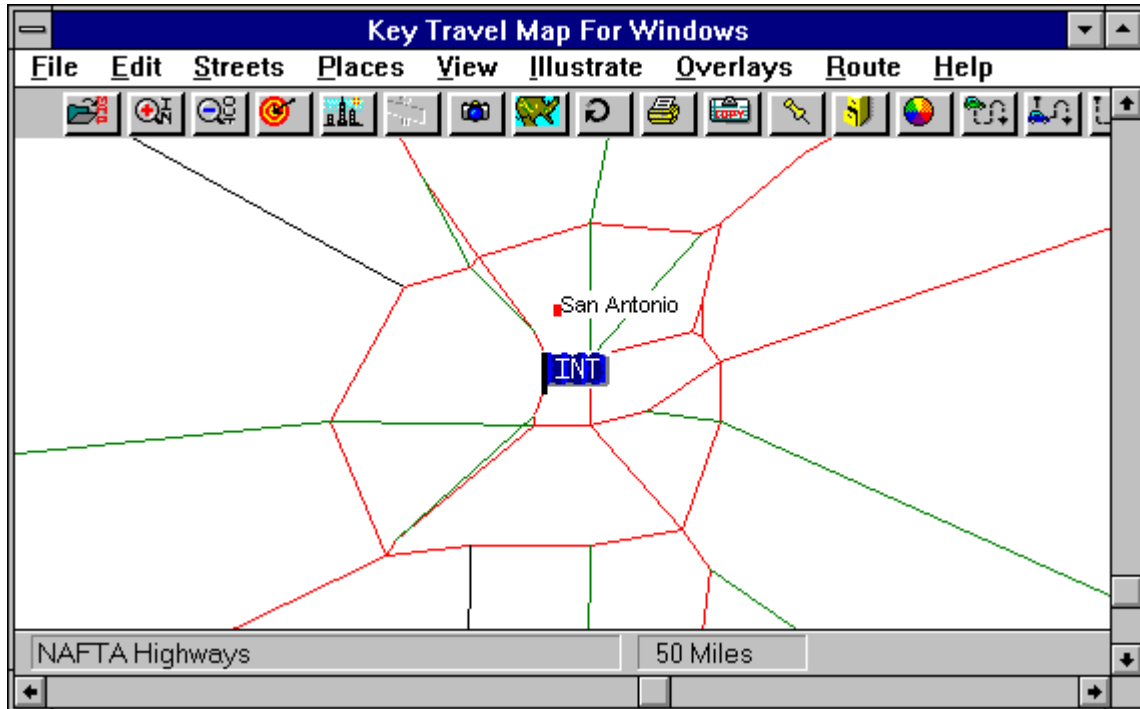 Key Travel Map For Windows
File Edit Streets Places View Illustrate Overlays Route Help
COPY
San Antonio
INT
NAFTA Highways 50 Miles